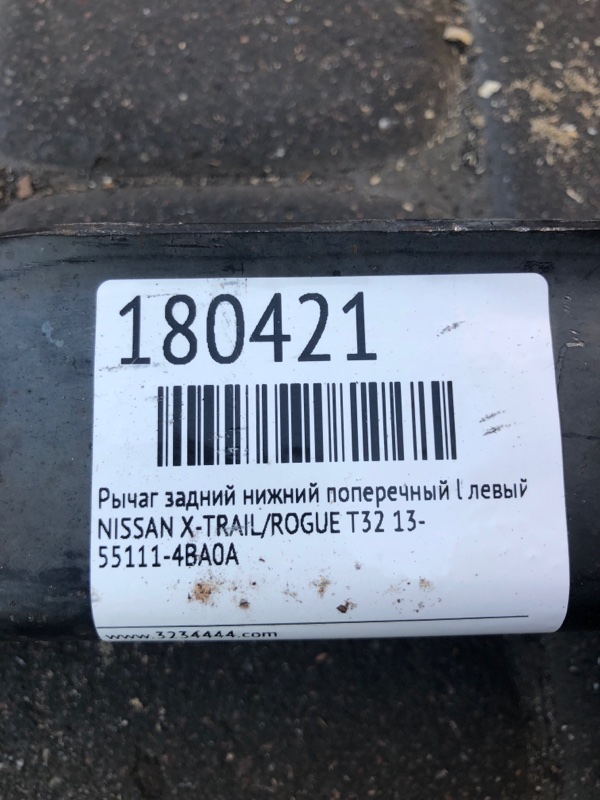 180421
Рычаг задний нижний поперечный l левый
NISSAN X-TRAIL/ROGUE T32 13-
55111-4BA0A
www.3234444.com